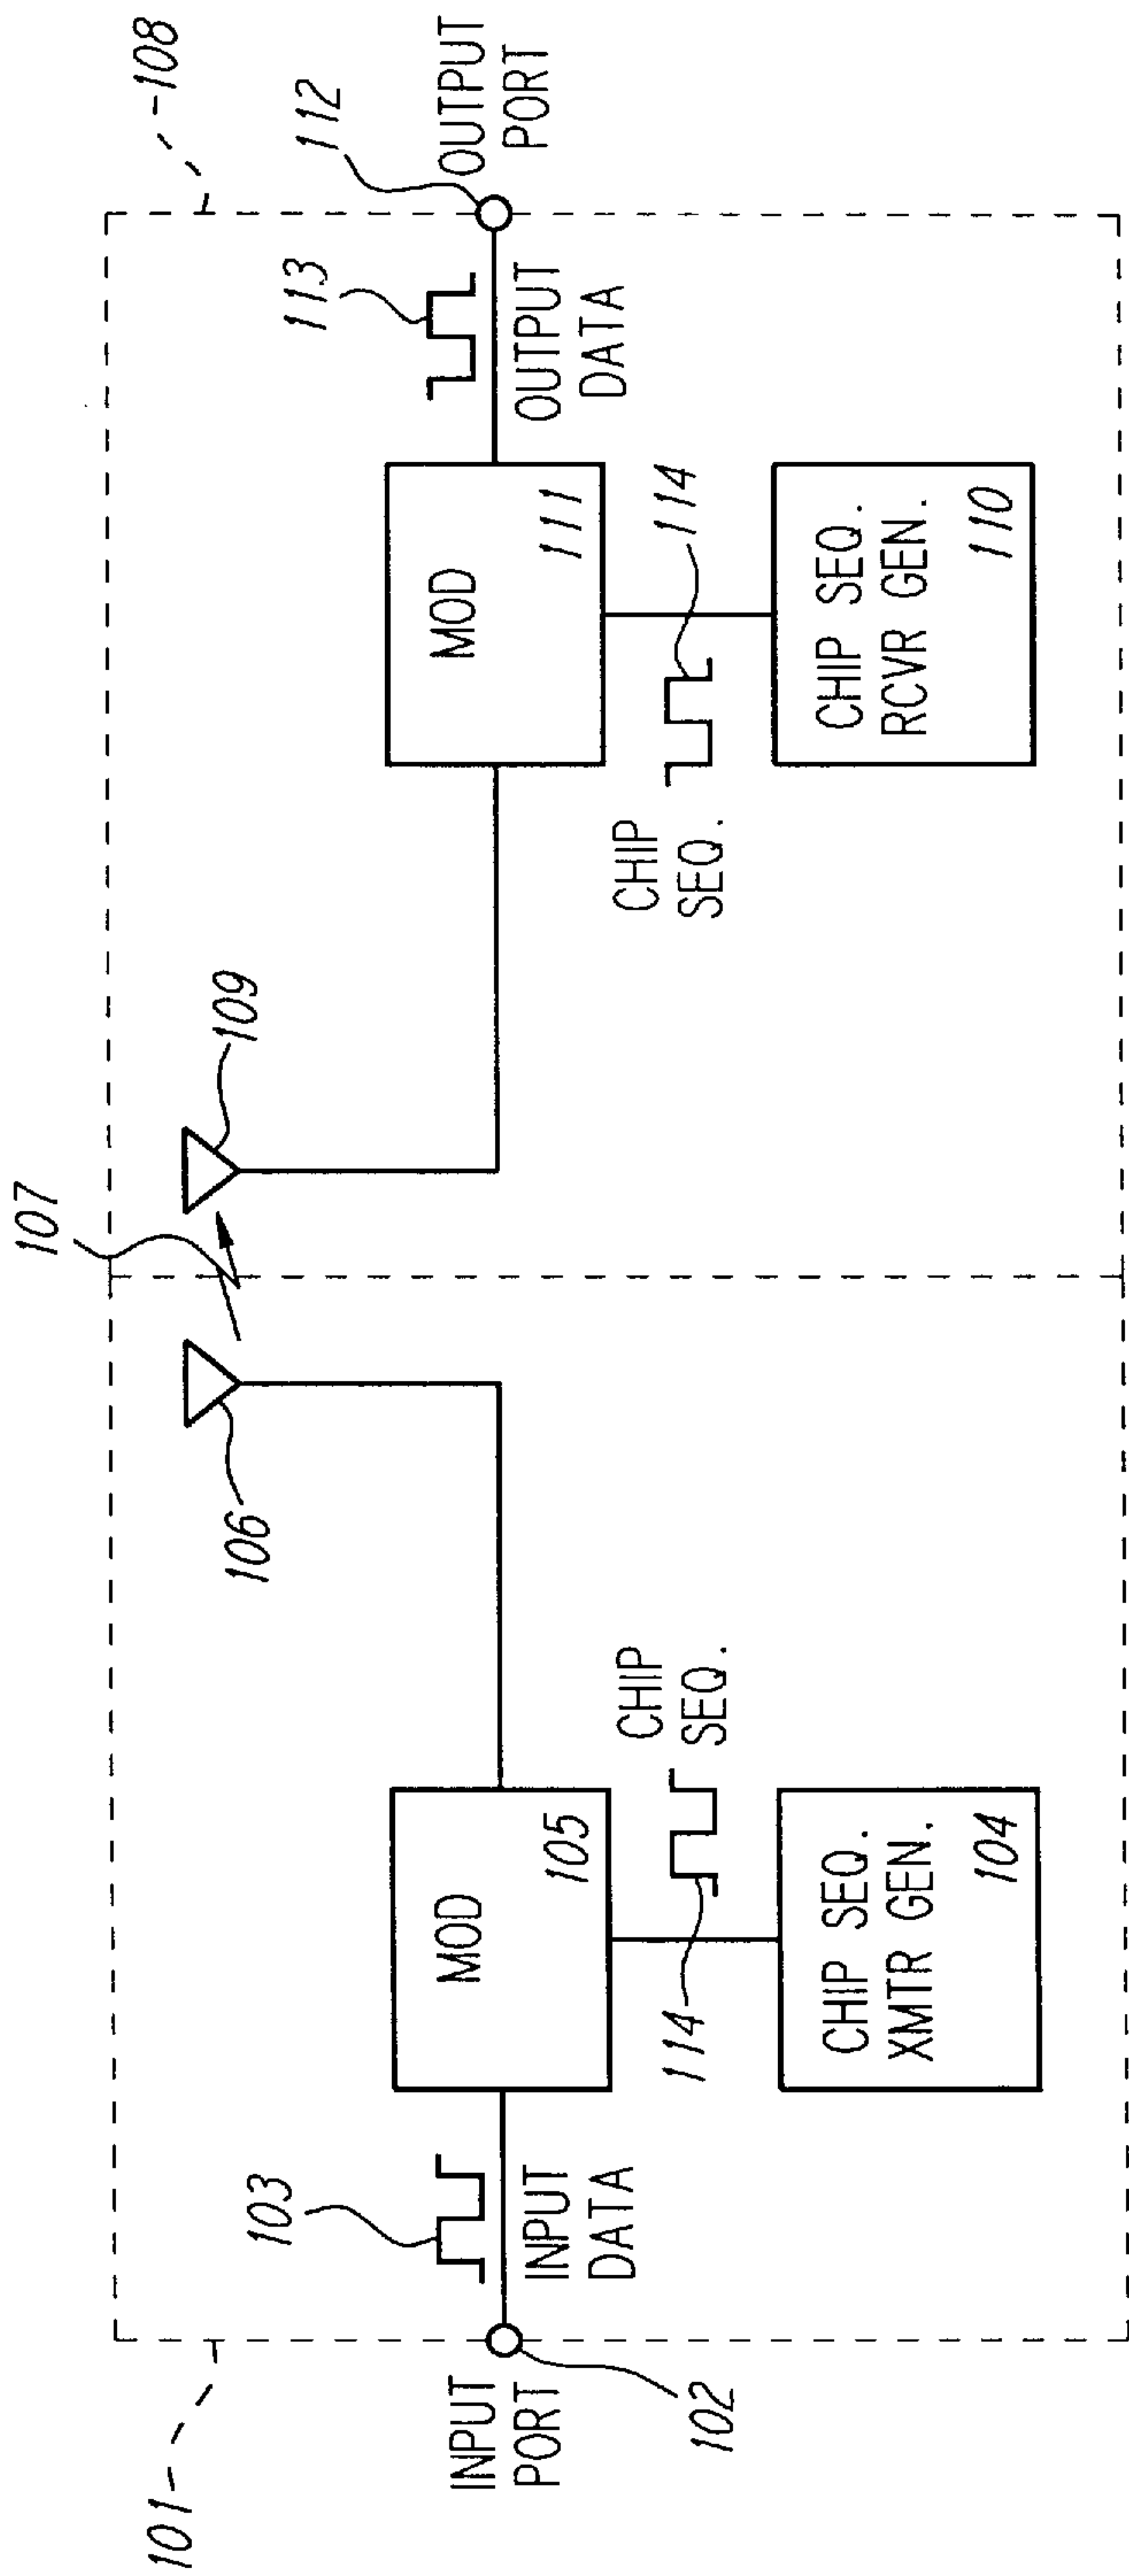 101
108
107
INPUT
PORT
102
103
INPUT
DATA
MOD
105
114
CHIP
SEQ.
CHIP SEQ.
XMTR GEN.
104
106
109
MOD
111
CHIP
SEQ.
114
CHIP SEQ.
RCVR GEN.
110
113
OUTPUT
DATA
112
OUTPUT
PORT